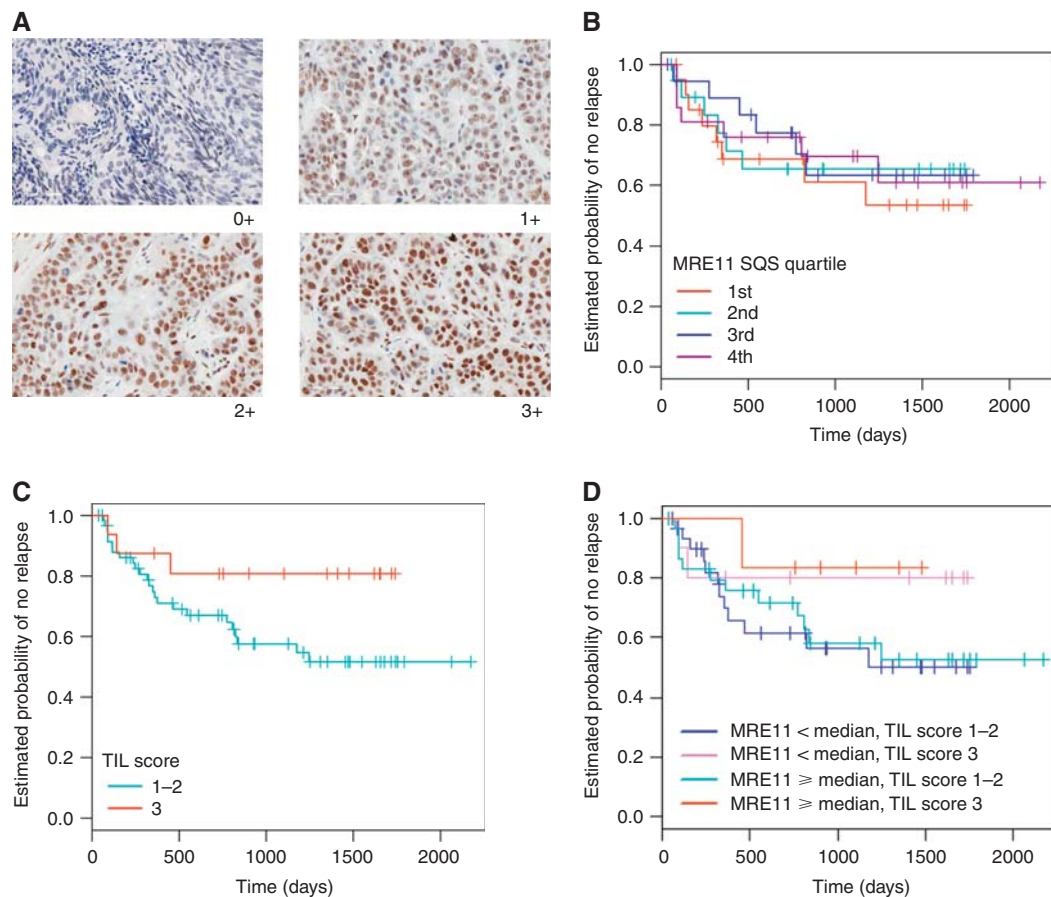 A
0+
1+
2+
3+
B
Estimated probability of no relapse
1.0
0.8
0.6
0.4
0.2
0.0
MRE11 SQS quartile
1st
2nd
3rd
4th
0 500 1000 1500 2000
Time (days)
C
Estimated probability of no relapse
1.0
0.8
0.6
0.4
0.2
0.0
TIL score
1–2
3
0 500 1000 1500 2000
Time (days)
D
Estimated probability of no relapse
1.0
0.8
0.6
0.4
0.2
0.0
MRE11 < median, TIL score 1–2
MRE11 < median, TIL score 3
MRE11 ⩾ median, TIL score 1–2
MRE11 ⩾ median, TIL score 3
0 500 1000 1500 2000
Time (days)